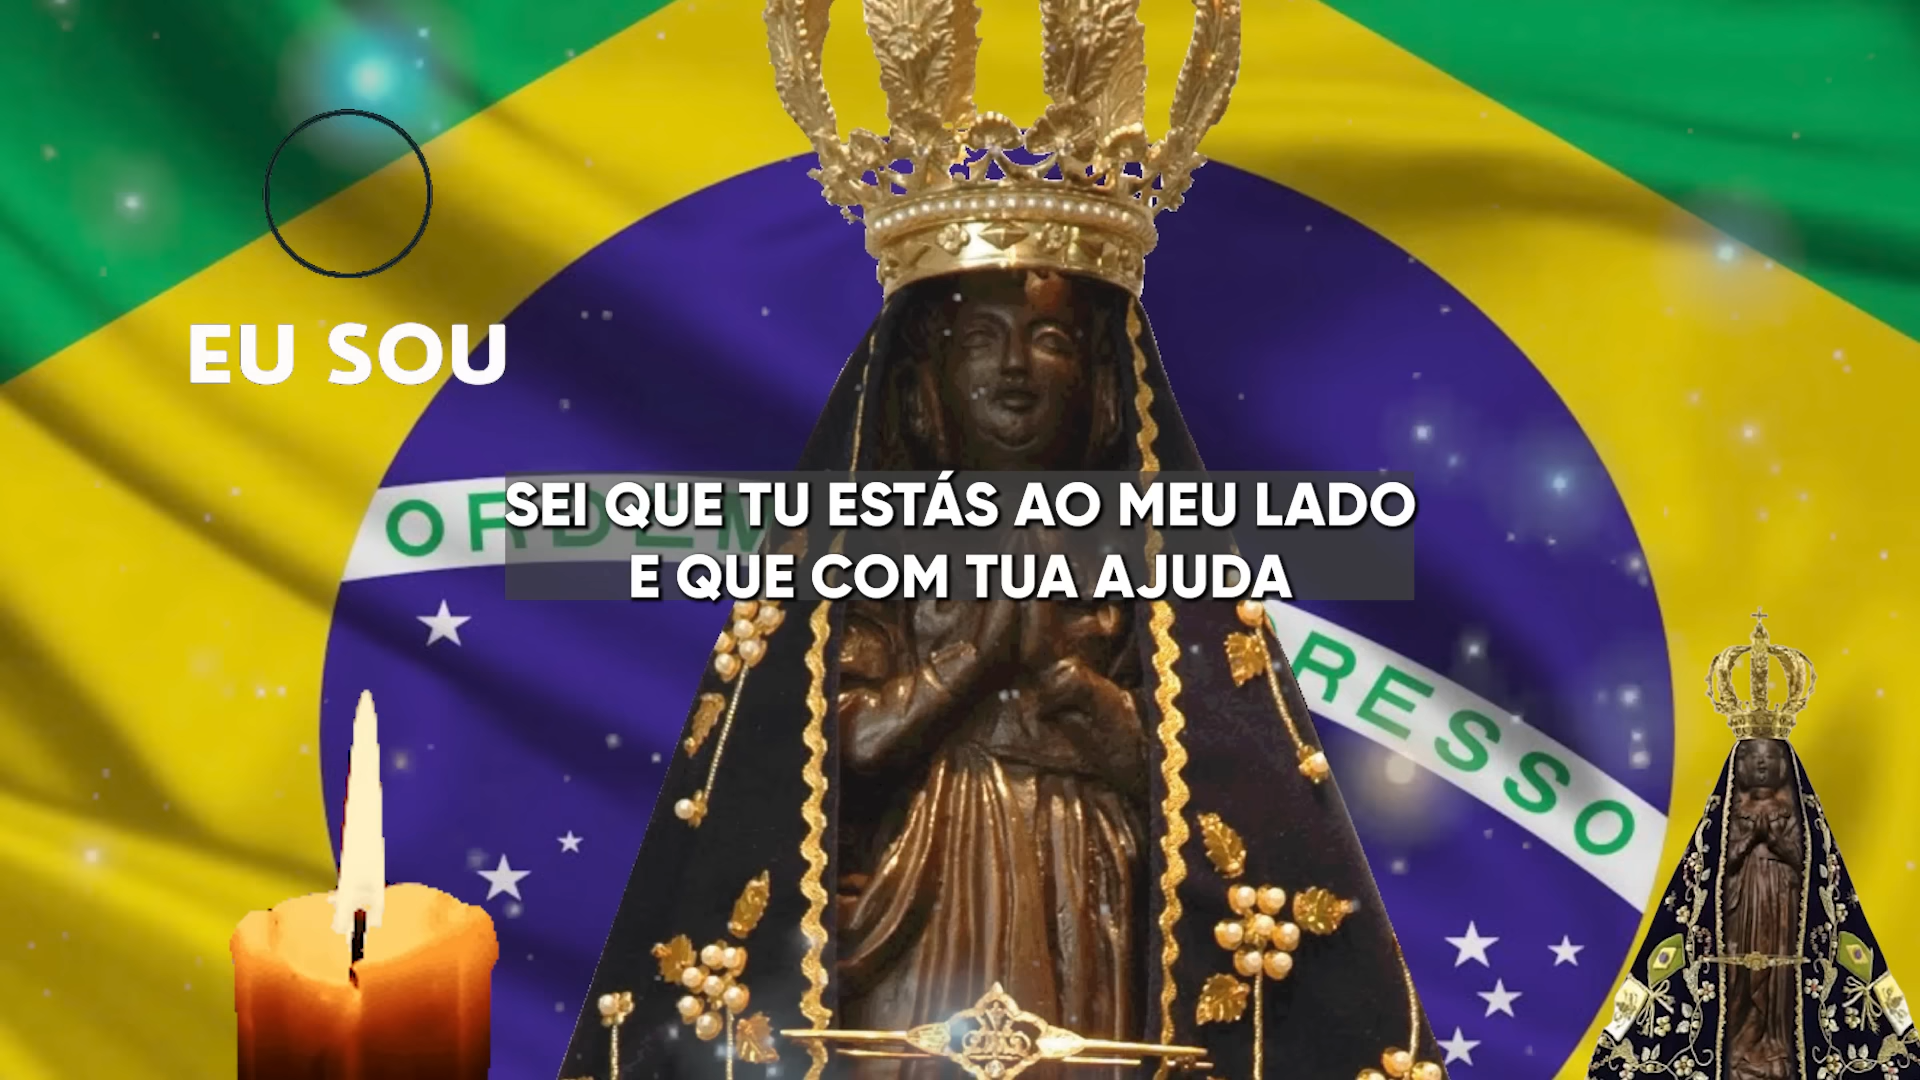 EU SOU
SEI QUE TU ESTÁS AO MEU LADO
E QUE COM TUA AJUDA
ORDEM
RESSO